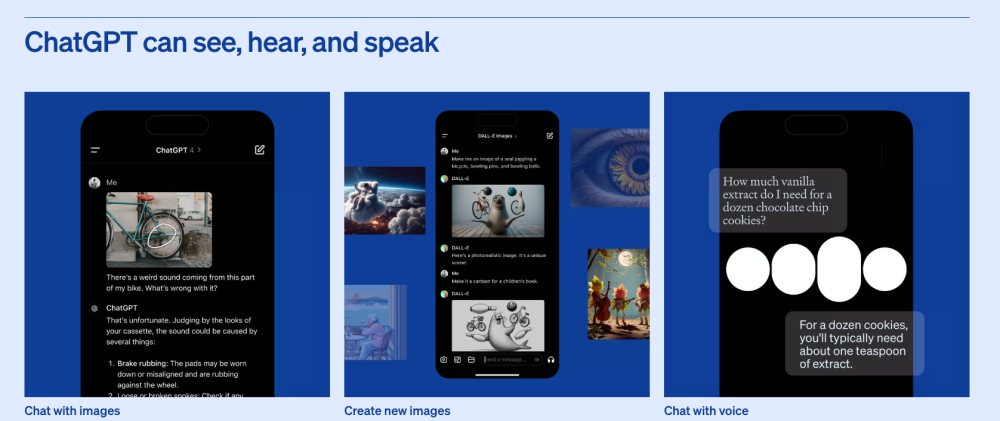 ChatGPT can see, hear, and speak
ChatGPT 4 >
Me
There's a weird sound coming from this part
of my bike. What's wrong with it?
ChatGPT
That's unfortunate. Judging by the looks of
your cassette, the sound could be caused by
several things:
1. Brake rubbing: The pads may be worn
down or misaligned and are rubbing
against the wheel.
2. Loose or broken spokes: Check if any
Chat with images
DALL-E Images >
Me
Make me an image of a seal juggling a
bicycle, bowling pins, and bowling balls.
DALL-E
DALL-E
Here's a photorealistic image. It's a unique
scene!
Me
Make it a cartoon for a children's book.
DALL-E
Send a message...
Create new images
How much vanilla
extract do I need for a
dozen chocolate chip
cookies?
For a dozen cookies,
you'll typically need
about one teaspoon
of extract.
Chat with voice